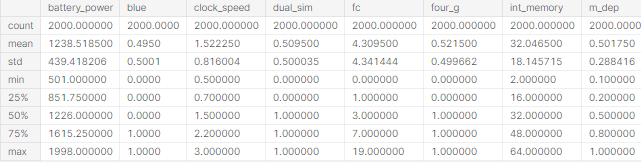 battery_power blue clock_speed dual_sim fc four_g int_memory m_dep
count 2000.000000 2000.0000 2000.000000 2000.000000 2000.000000 2000.000000 2000.000000 2000.000000
mean 1238.518500 0.4950 1.522250 0.509500 4.309500 0.521500 32.046500 0.501750
std 439.418206 0.5001 0.816004 0.500035 4.341444 0.499662 18.145715 0.288416
min 501.000000 0.0000 0.500000 0.000000 0.000000 0.000000 2.000000 0.100000
25% 851.750000 0.0000 0.700000 0.000000 1.000000 0.000000 16.000000 0.200000
50% 1226.000000 0.0000 1.500000 1.000000 3.000000 1.000000 32.000000 0.500000
75% 1615.250000 1.0000 2.200000 1.000000 7.000000 1.000000 48.000000 0.800000
max 1998.000000 1.0000 3.000000 1.000000 19.000000 1.000000 64.000000 1.000000